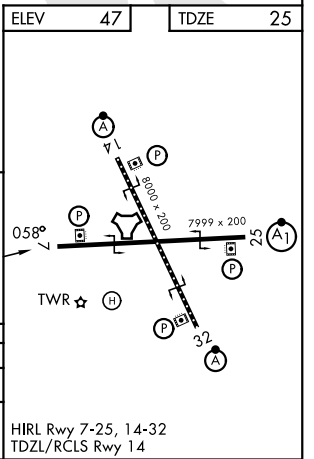 ELEV 47 TDZE 25
A
14 P
8000 x 200
058° P 7999 x 200
7 25 A1
TWR H P
P 32
A
HIRL Rwy 7-25, 14-32
TDZL/RCLS Rwy 14